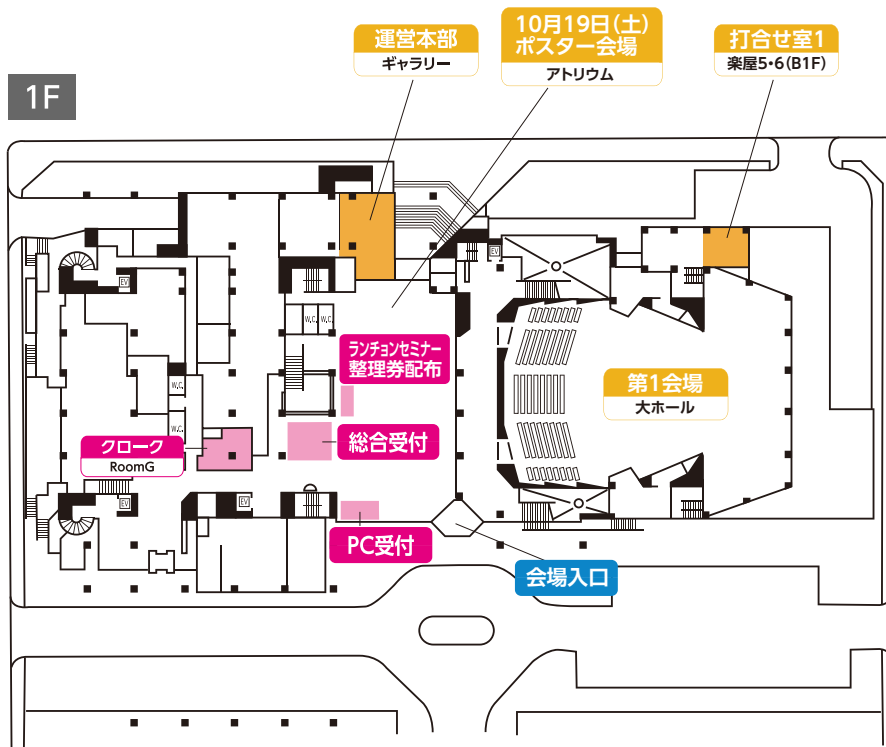 運営本部
ギャラリー
10月19日(土)
ポスター会場
アトリウム
打合せ室1
楽屋5・6(B1F)
1F
EV
EV
W.C.
W.C.
ランチョンセミナー
整理券配布
第1会場
大ホール
W.C.
W.C.
クローク
RoomG
総合受付
EV
EV
PC受付
会場入口